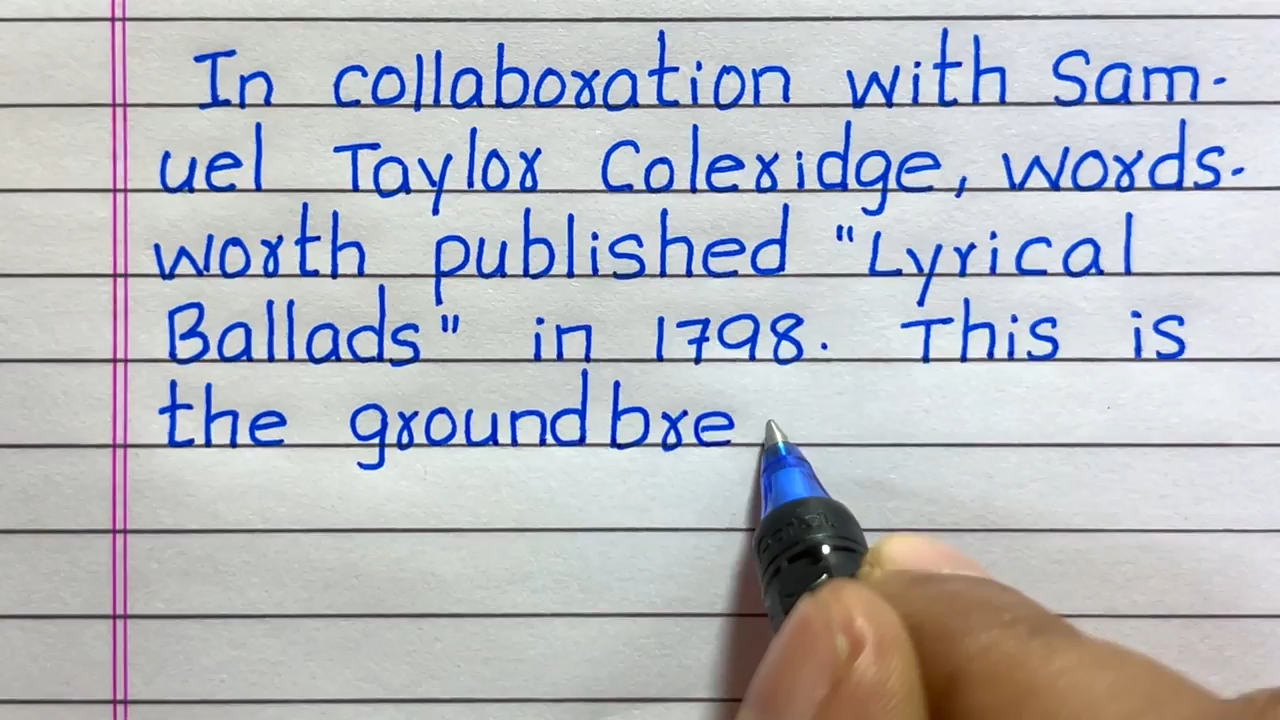 In collaboration with Sam-
uel Taylor Coleridge, words-
worth published "Lyrical
Ballads" in 1798. This is
the groundbre